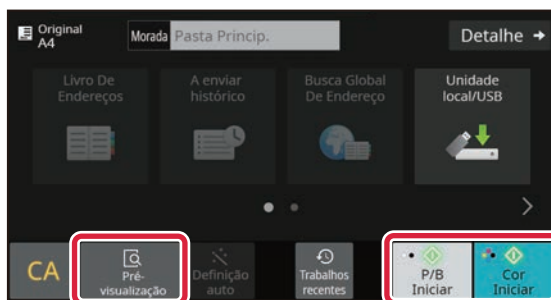 Original
A4
Morada Pasta Princip.
Detalhe
Livro De
Endereços
A enviar
histórico
Busca Global
De Endereço
Unidade
local/USB
CA
Pré-
visualização
Definição
auto
Trabalhos
recentes
P/B
Iniciar
Cor
Iniciar